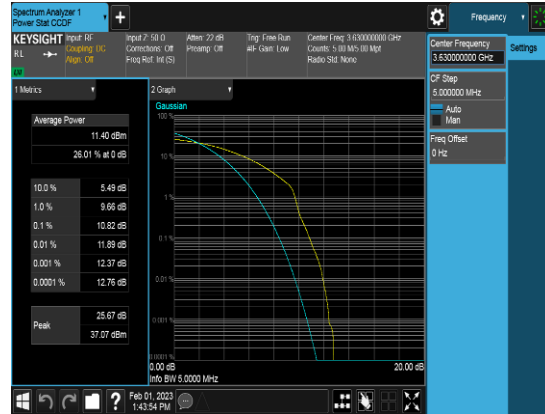 Spectrum Analyzer 1
Power Stat CCDF
+
Frequency
KEYSIGHT
RL
LNI
Input: RF
Coupling: DC
Align: Off
Input Z: 50 Ω
Corrections: Off
Freq Ref: Int (S)
Atten: 22 dB
Preamp: Off
Trig: Free Run
#IF Gain: Low
Center Freq: 3.630000000 GHz
Counts: 5.00 M/5.00 Mpt
Radio Std: None
Center Frequency
3.630000000 GHz
Settings
CF Step
5.000000 MHz
Auto
Man
Freq Offset
0 Hz
1 Metrics
Average Power
11.40 dBm
26.01 % at 0 dB
10.0 % 5.49 dB
1.0 % 9.66 dB
0.1 % 10.82 dB
0.01 % 11.89 dB
0.001 % 12.37 dB
0.0001 % 12.76 dB
Peak
25.67 dB
37.07 dBm
2 Graph
Gaussian
100 %
10 %
1 %
0.1 %
0.01 %
0.001 %
0.0001 %
0.00 dB 20.00 dB
Info BW 5.0000 MHz
?
Feb 01, 2023
1:43:54 PM